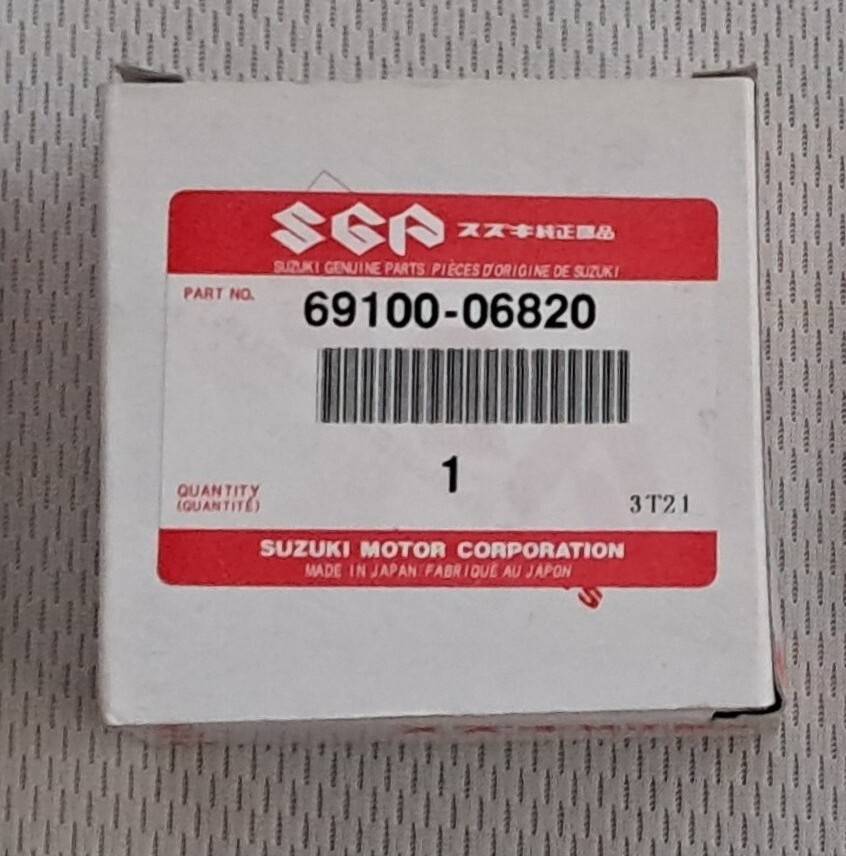 SGP スズキ純正部品
SUZUKI GENUINE PARTS/PIÈCES D'ORIGINE DE SUZUKI
PART NO. 69100-06820
1
QUANTITY
(QUANTITÉ)
3T21
SUZUKI MOTOR CORPORATION
MADE IN JAPAN/FABRIQUÉ AU JAPON